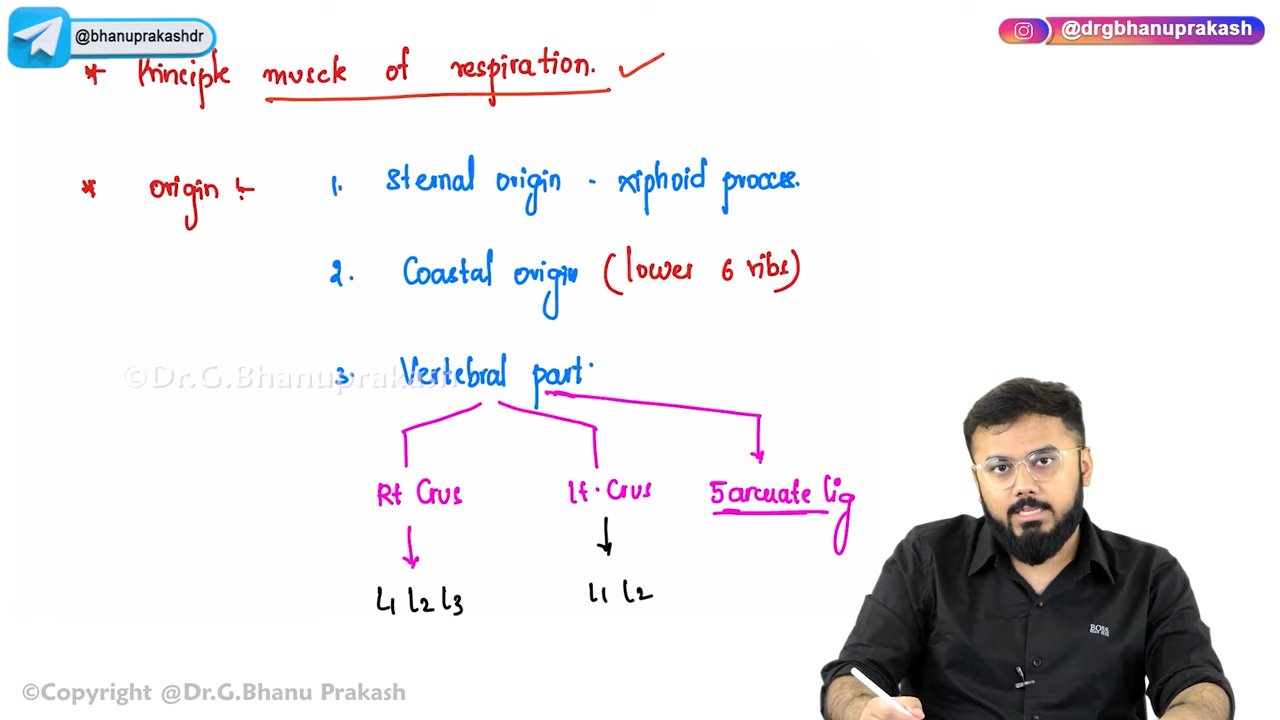 @bhanuprakashdr
@drgbhanuprakash
* Principle muscle of respiration. ✓
* origin :-
1. Sternal origin - xiphoid process.
2. Coastal origin (lower 6 ribs)
3. Vertebral part.
©Dr.G.Bhanuprakash
Rt Crus
lt. Crus
5 arcuate lig
L1 L2 L3
L1 L2
BOSS
©Copyright @Dr.G.Bhanu Prakash